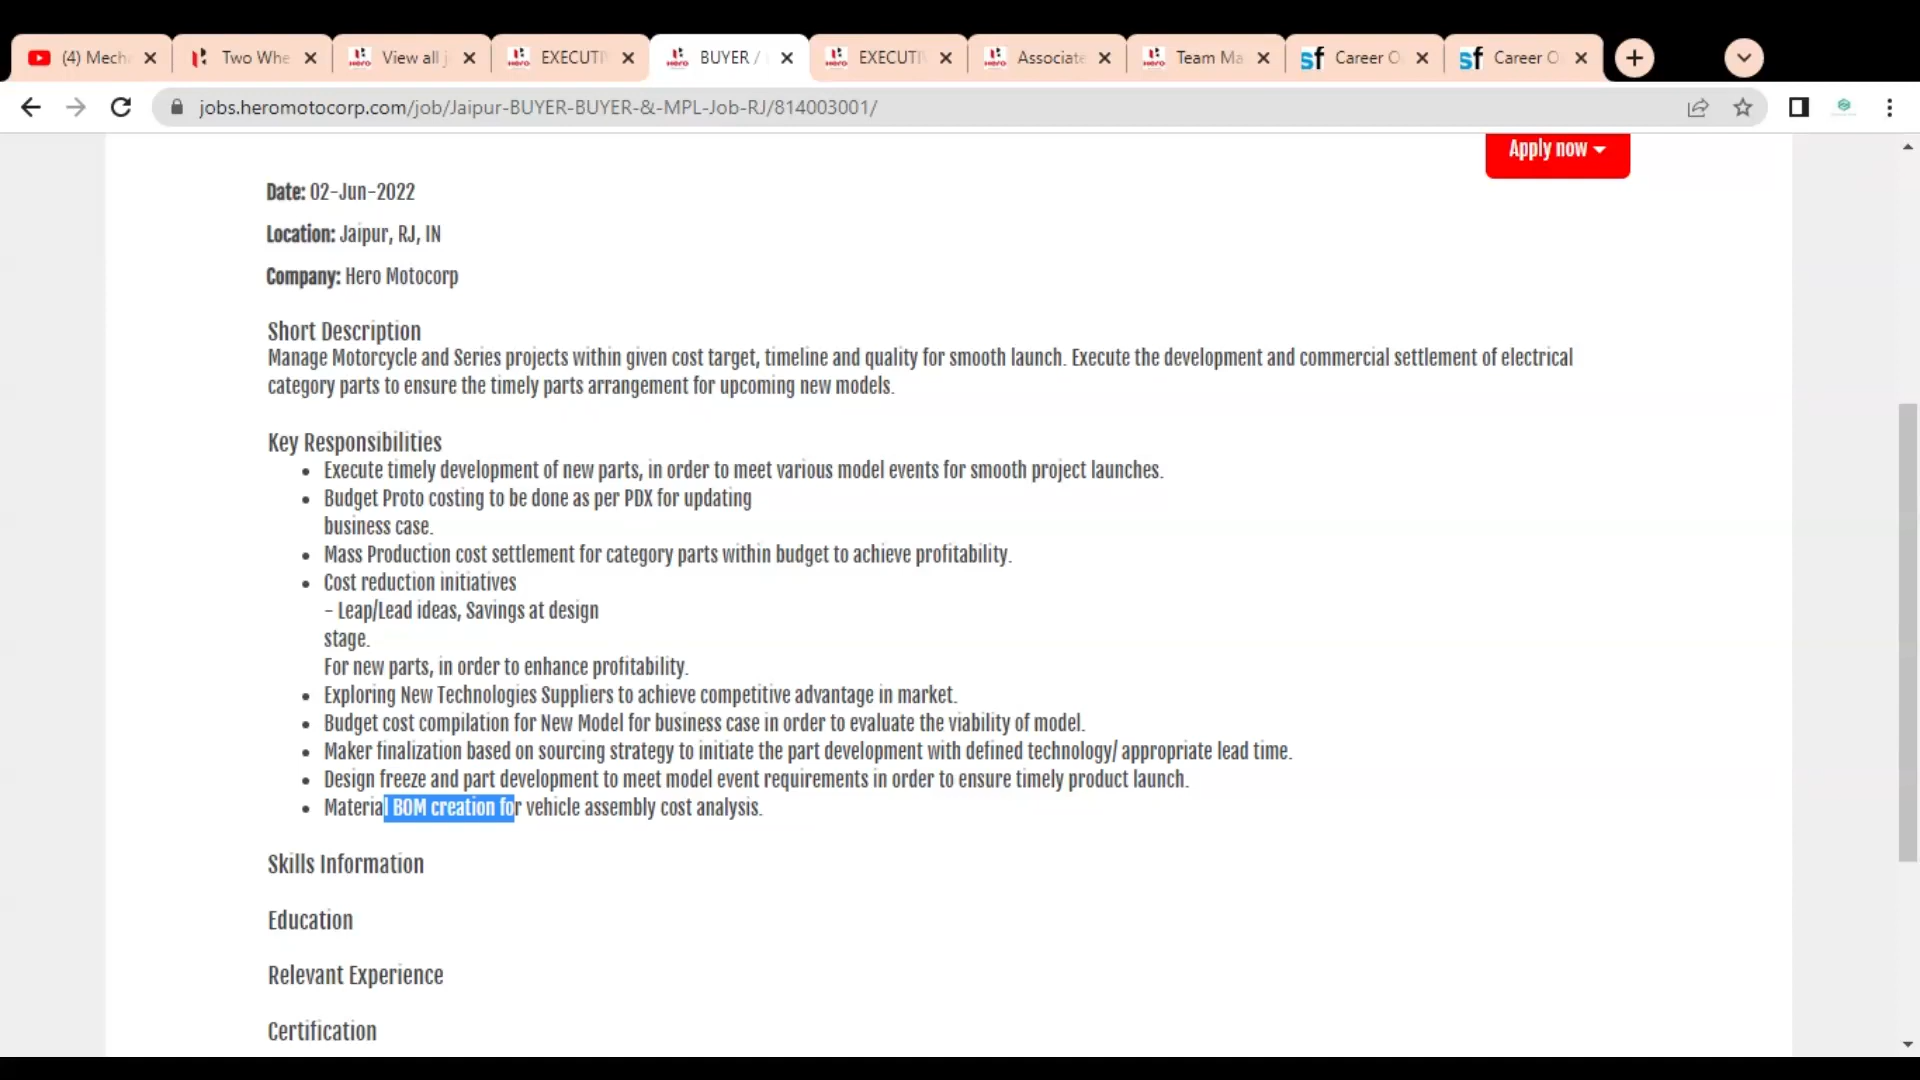 (4) Mech
Two Whe
View all j
EXECUTI
BUYER /
EXECUTI
Associate
Team Ma
sf Career O
sf Career O
jobs.heromotocorp.com/job/Jaipur-BUYER-BUYER-&-MPL-Job-RJ/814003001/
Apply now
Date: 02-Jun-2022
Location: Jaipur, RJ, IN
Company: Hero Motocorp
Short Description
Manage Motorcycle and Series projects within given cost target, timeline and quality for smooth launch. Execute the development and commercial settlement of electrical
category parts to ensure the timely parts arrangement for upcoming new models.
Key Responsibilities
• Execute timely development of new parts, in order to meet various model events for smooth project launches.
• Budget Proto costing to be done as per PDX for updating
business case.
• Mass Production cost settlement for category parts within budget to achieve profitability.
• Cost reduction initiatives
- Leap/Lead ideas, Savings at design
stage.
For new parts, in order to enhance profitability.
• Exploring New Technologies Suppliers to achieve competitive advantage in market.
• Budget cost compilation for New Model for business case in order to evaluate the viability of model.
• Maker finalization based on sourcing strategy to initiate the part development with defined technology/ appropriate lead time.
• Design freeze and part development to meet model event requirements in order to ensure timely product launch.
• Material BOM creation for vehicle assembly cost analysis.
Skills Information
Education
Relevant Experience
Certification